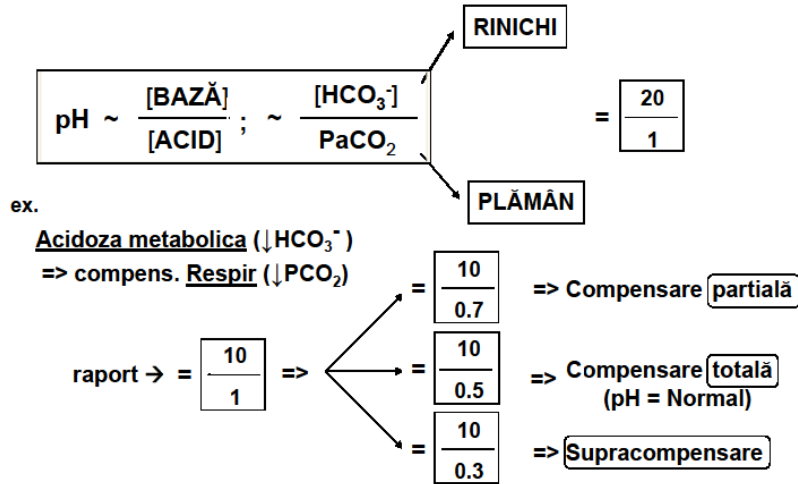 RINICHI
pH ~ [BAZĂ] / [ACID] ; ~ [HCO₃⁻] / PaCO₂ = 20 / 1
PLĂMÂN
ex.
Acidoza metabolica (↓HCO₃⁻ )
=> compens. Respir (↓PCO₂)
= 10 / 0.7 => Compensare partială
raport → = 10 / 1 => = 10 / 0.5 => Compensare totală
(pH = Normal)
= 10 / 0.3 => Supracompensare